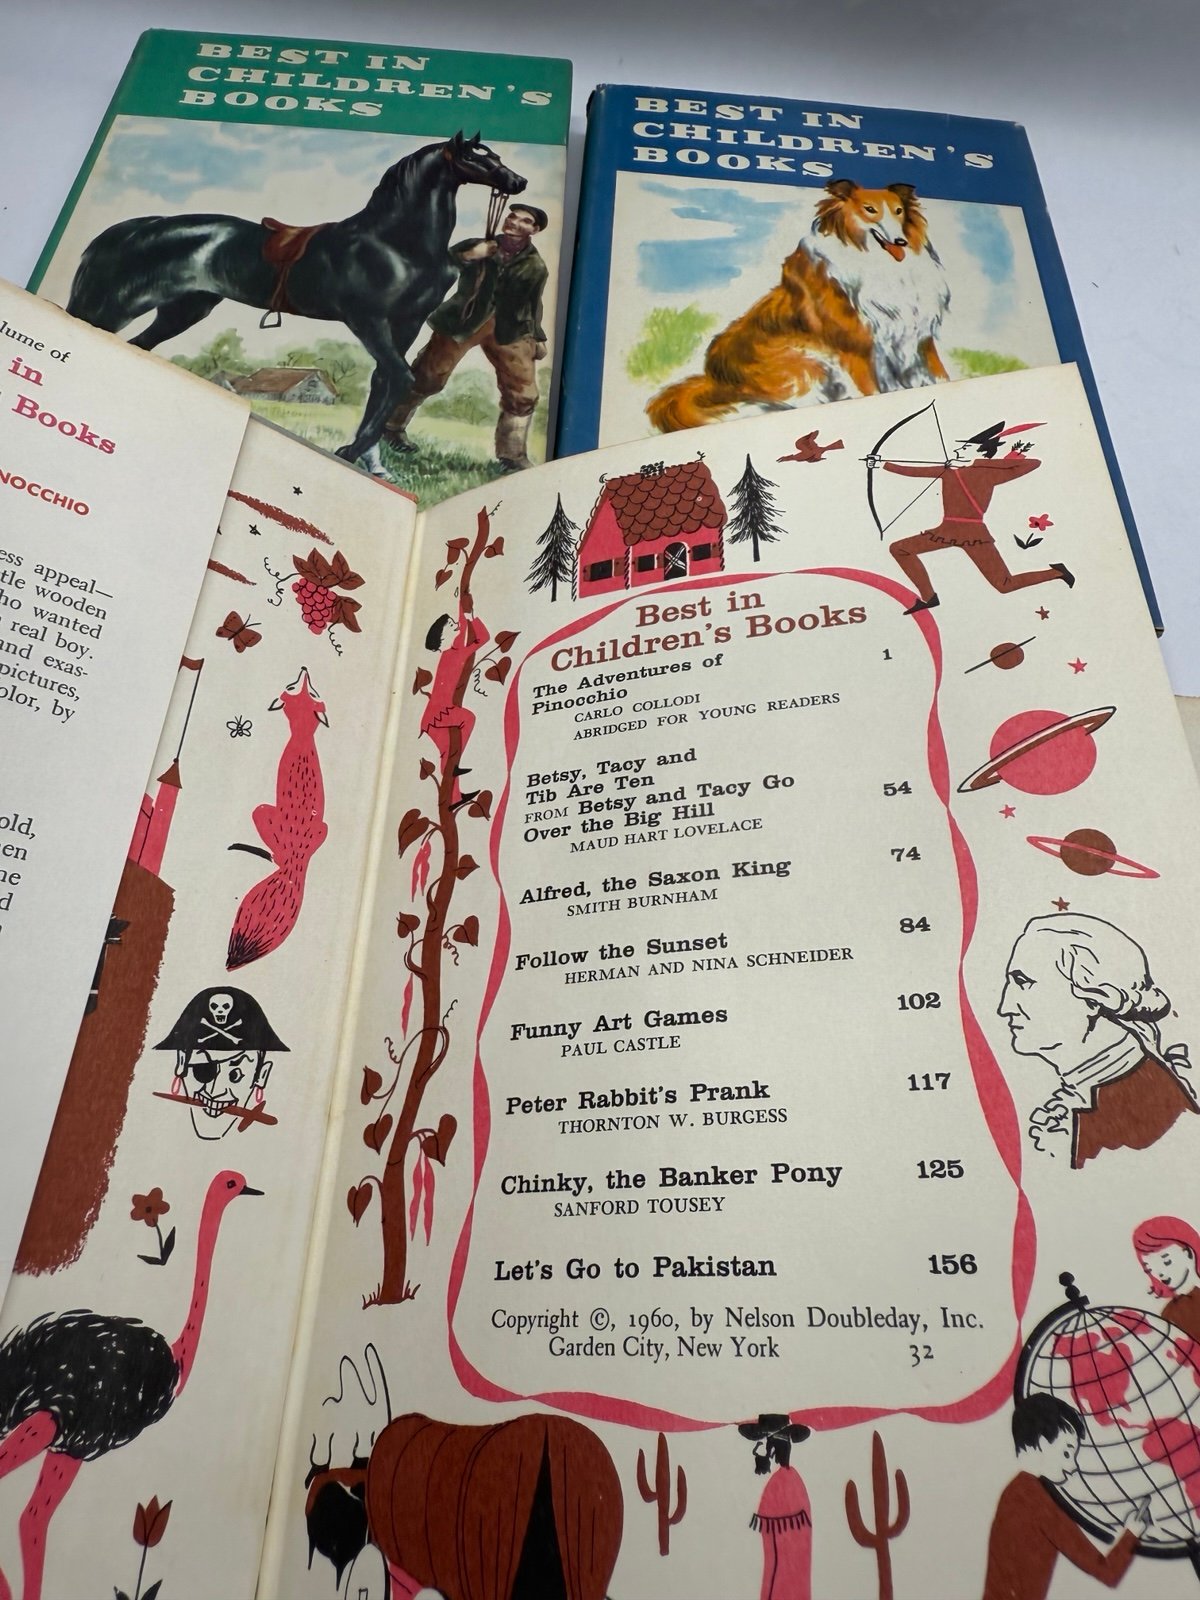 BEST IN
CHILDREN'S
BOOKS
BEST IN
CHILDREN'S
BOOKS
lume of
in
Books
NOCCHIO
ess appeal—
tle wooden
ho wanted
real boy.
and exas-
pictures,
olor, by
old,
en
ne
d
Best in
Children's Books
The Adventures of
Pinocchio 1
CARLO COLLODI
ABRIDGED FOR YOUNG READERS
Betsy, Tacy and
Tib Are Ten
FROM Betsy and Tacy Go 54
Over the Big Hill
MAUD HART LOVELACE
Alfred, the Saxon King 74
SMITH BURNHAM
Follow the Sunset 84
HERMAN AND NINA SCHNEIDER
Funny Art Games 102
PAUL CASTLE
Peter Rabbit's Prank 117
THORNTON W. BURGESS
Chinky, the Banker Pony 125
SANFORD TOUSEY
Let's Go to Pakistan 156
Copyright ©, 1960, by Nelson Doubleday, Inc.
Garden City, New York 32